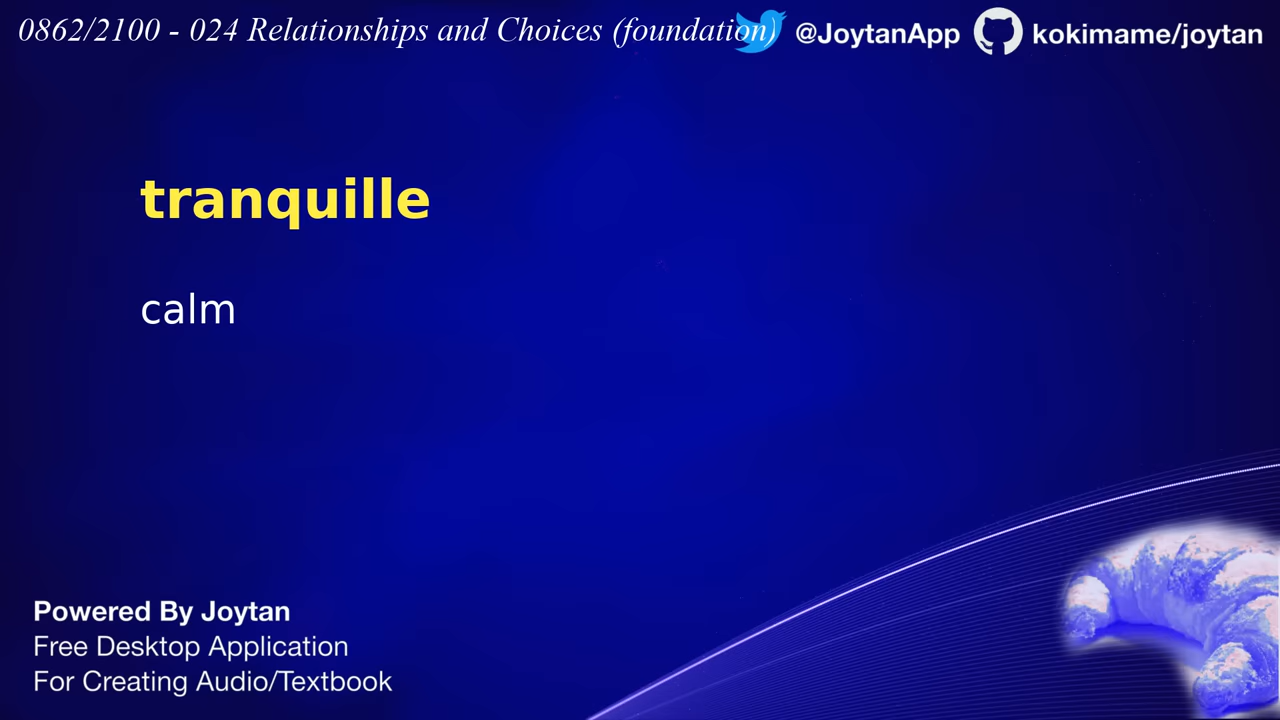 0862/2100 - 024 Relationships and Choices (foundation)
@JoytanApp
kokimame/joytan
tranquille
calm
Powered By Joytan
Free Desktop Application
For Creating Audio/Textbook